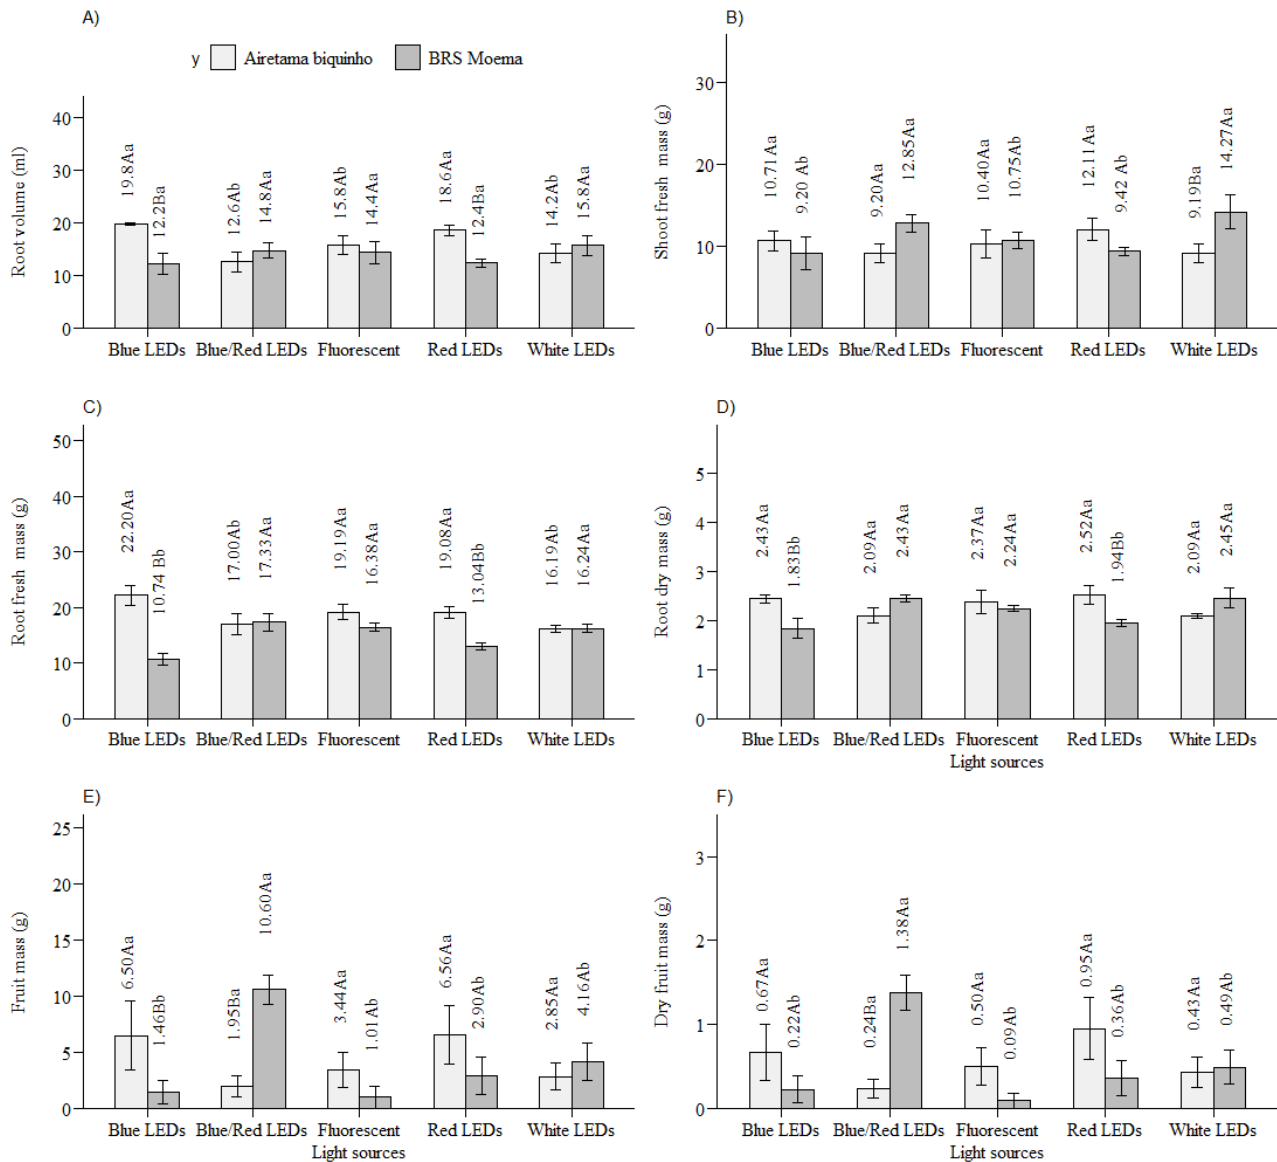 A)
y Airetama biquinho BRS Moema
Root volume (ml)
40
30
20
10
0
19.8Aa
12.2Ba
12.6Ab
14.8Aa
15.8Ab
14.4Aa
18.6Aa
12.4Ba
14.2Ab
15.8Aa
Blue LEDs Blue/Red LEDs Fluorescent Red LEDs White LEDs
B)
Shoot fresh mass (g)
30
20
10
0
10.71Aa
9.20 Ab
9.20Aa
12.85Aa
10.40Aa
10.75Ab
12.11Aa
9.42 Ab
9.19Ba
14.27Aa
Blue LEDs Blue/Red LEDs Fluorescent Red LEDs White LEDs
C)
Root fresh mass (g)
50
40
30
20
10
0
22.20Aa
10.74 Bb
17.00Ab
17.33Aa
19.19Aa
16.38Aa
19.08Aa
13.04Bb
16.19Ab
16.24Aa
Blue LEDs Blue/Red LEDs Fluorescent Red LEDs White LEDs
D)
Root dry mass (g)
5
4
3
2
1
0
2.43Aa
1.83Bb
2.09Aa
2.43Aa
2.37Aa
2.24Aa
2.52Aa
1.94Bb
2.09Aa
2.45Aa
Blue LEDs Blue/Red LEDs Fluorescent Red LEDs White LEDs
Light sources
E)
Fruit mass (g)
25
20
15
10
5
0
6.50Aa
1.46Bb
1.95Ba
10.60Aa
3.44Aa
1.01Ab
6.56Aa
2.90Ab
2.85Aa
4.16Ab
Blue LEDs Blue/Red LEDs Fluorescent Red LEDs White LEDs
Light sources
F)
Dry fruit mass (g)
3
2
1
0
0.67Aa
0.22Ab
0.24Ba
1.38Aa
0.50Aa
0.09Ab
0.95Aa
0.36Ab
0.43Aa
0.49Ab
Blue LEDs Blue/Red LEDs Fluorescent Red LEDs White LEDs
Light sources